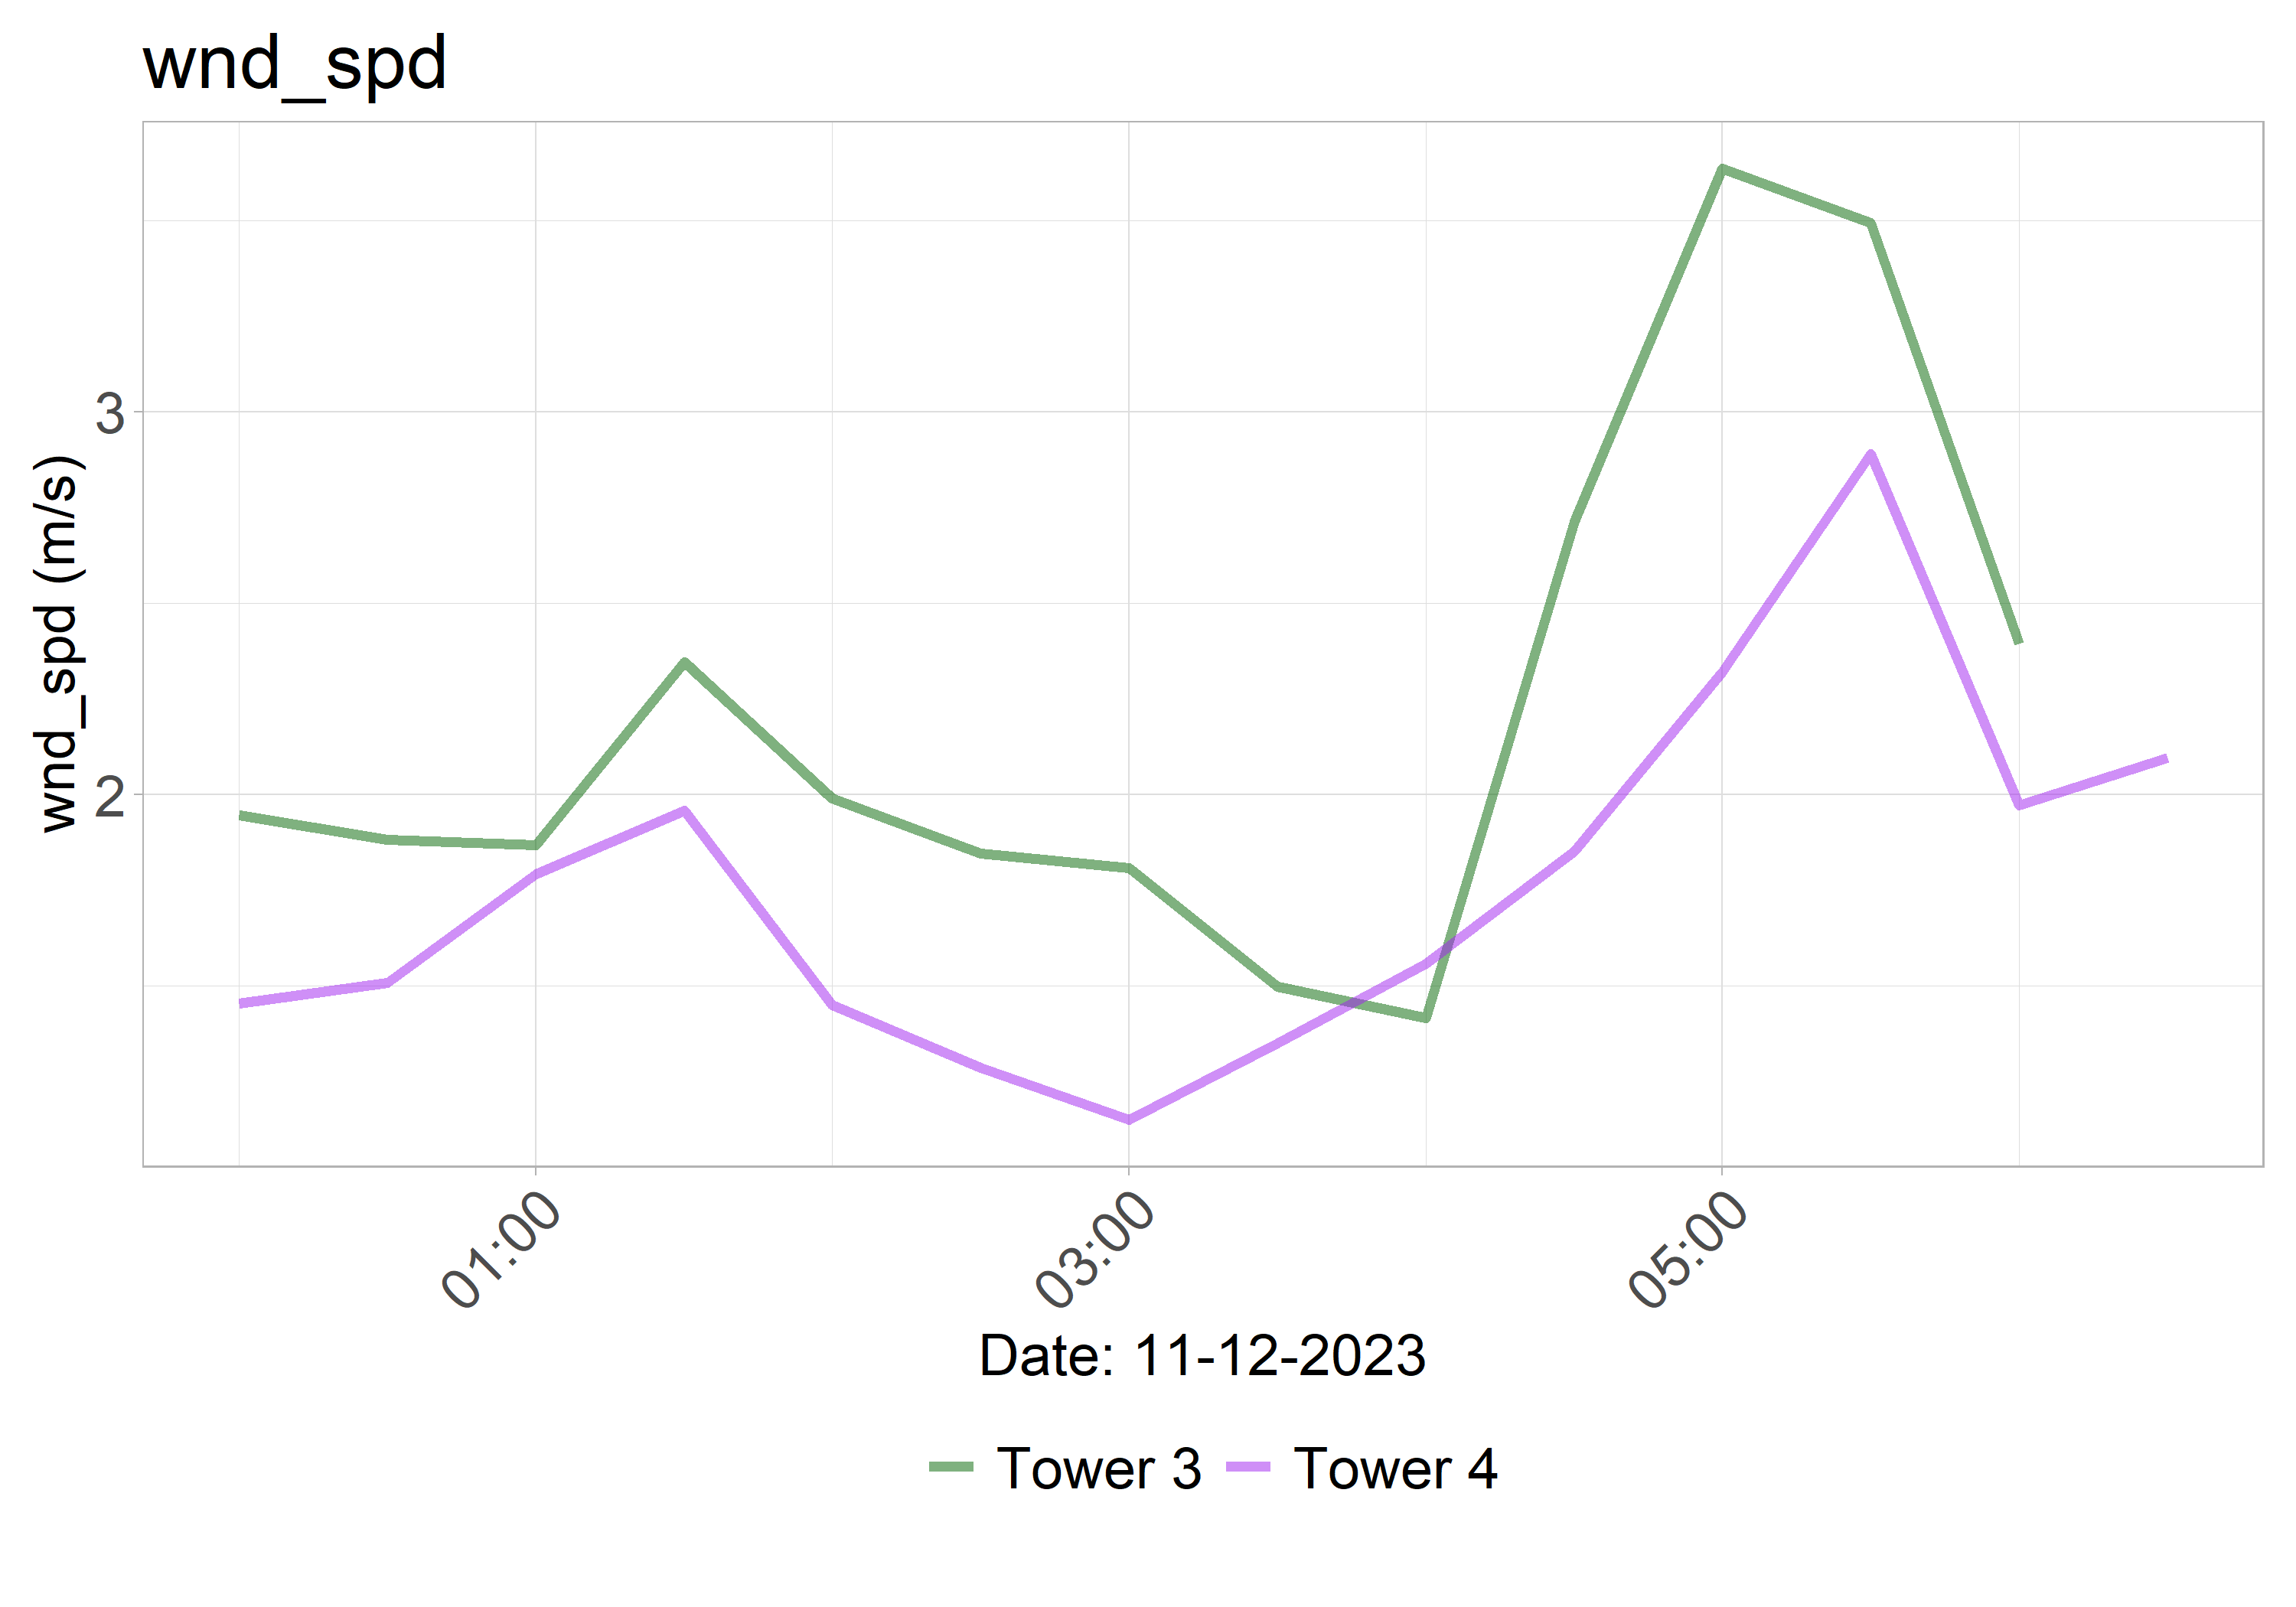 wnd_spd
wnd_spd (m/s)
3
2
01:00
03:00
05:00
Date: 11-12-2023
Tower 3
Tower 4